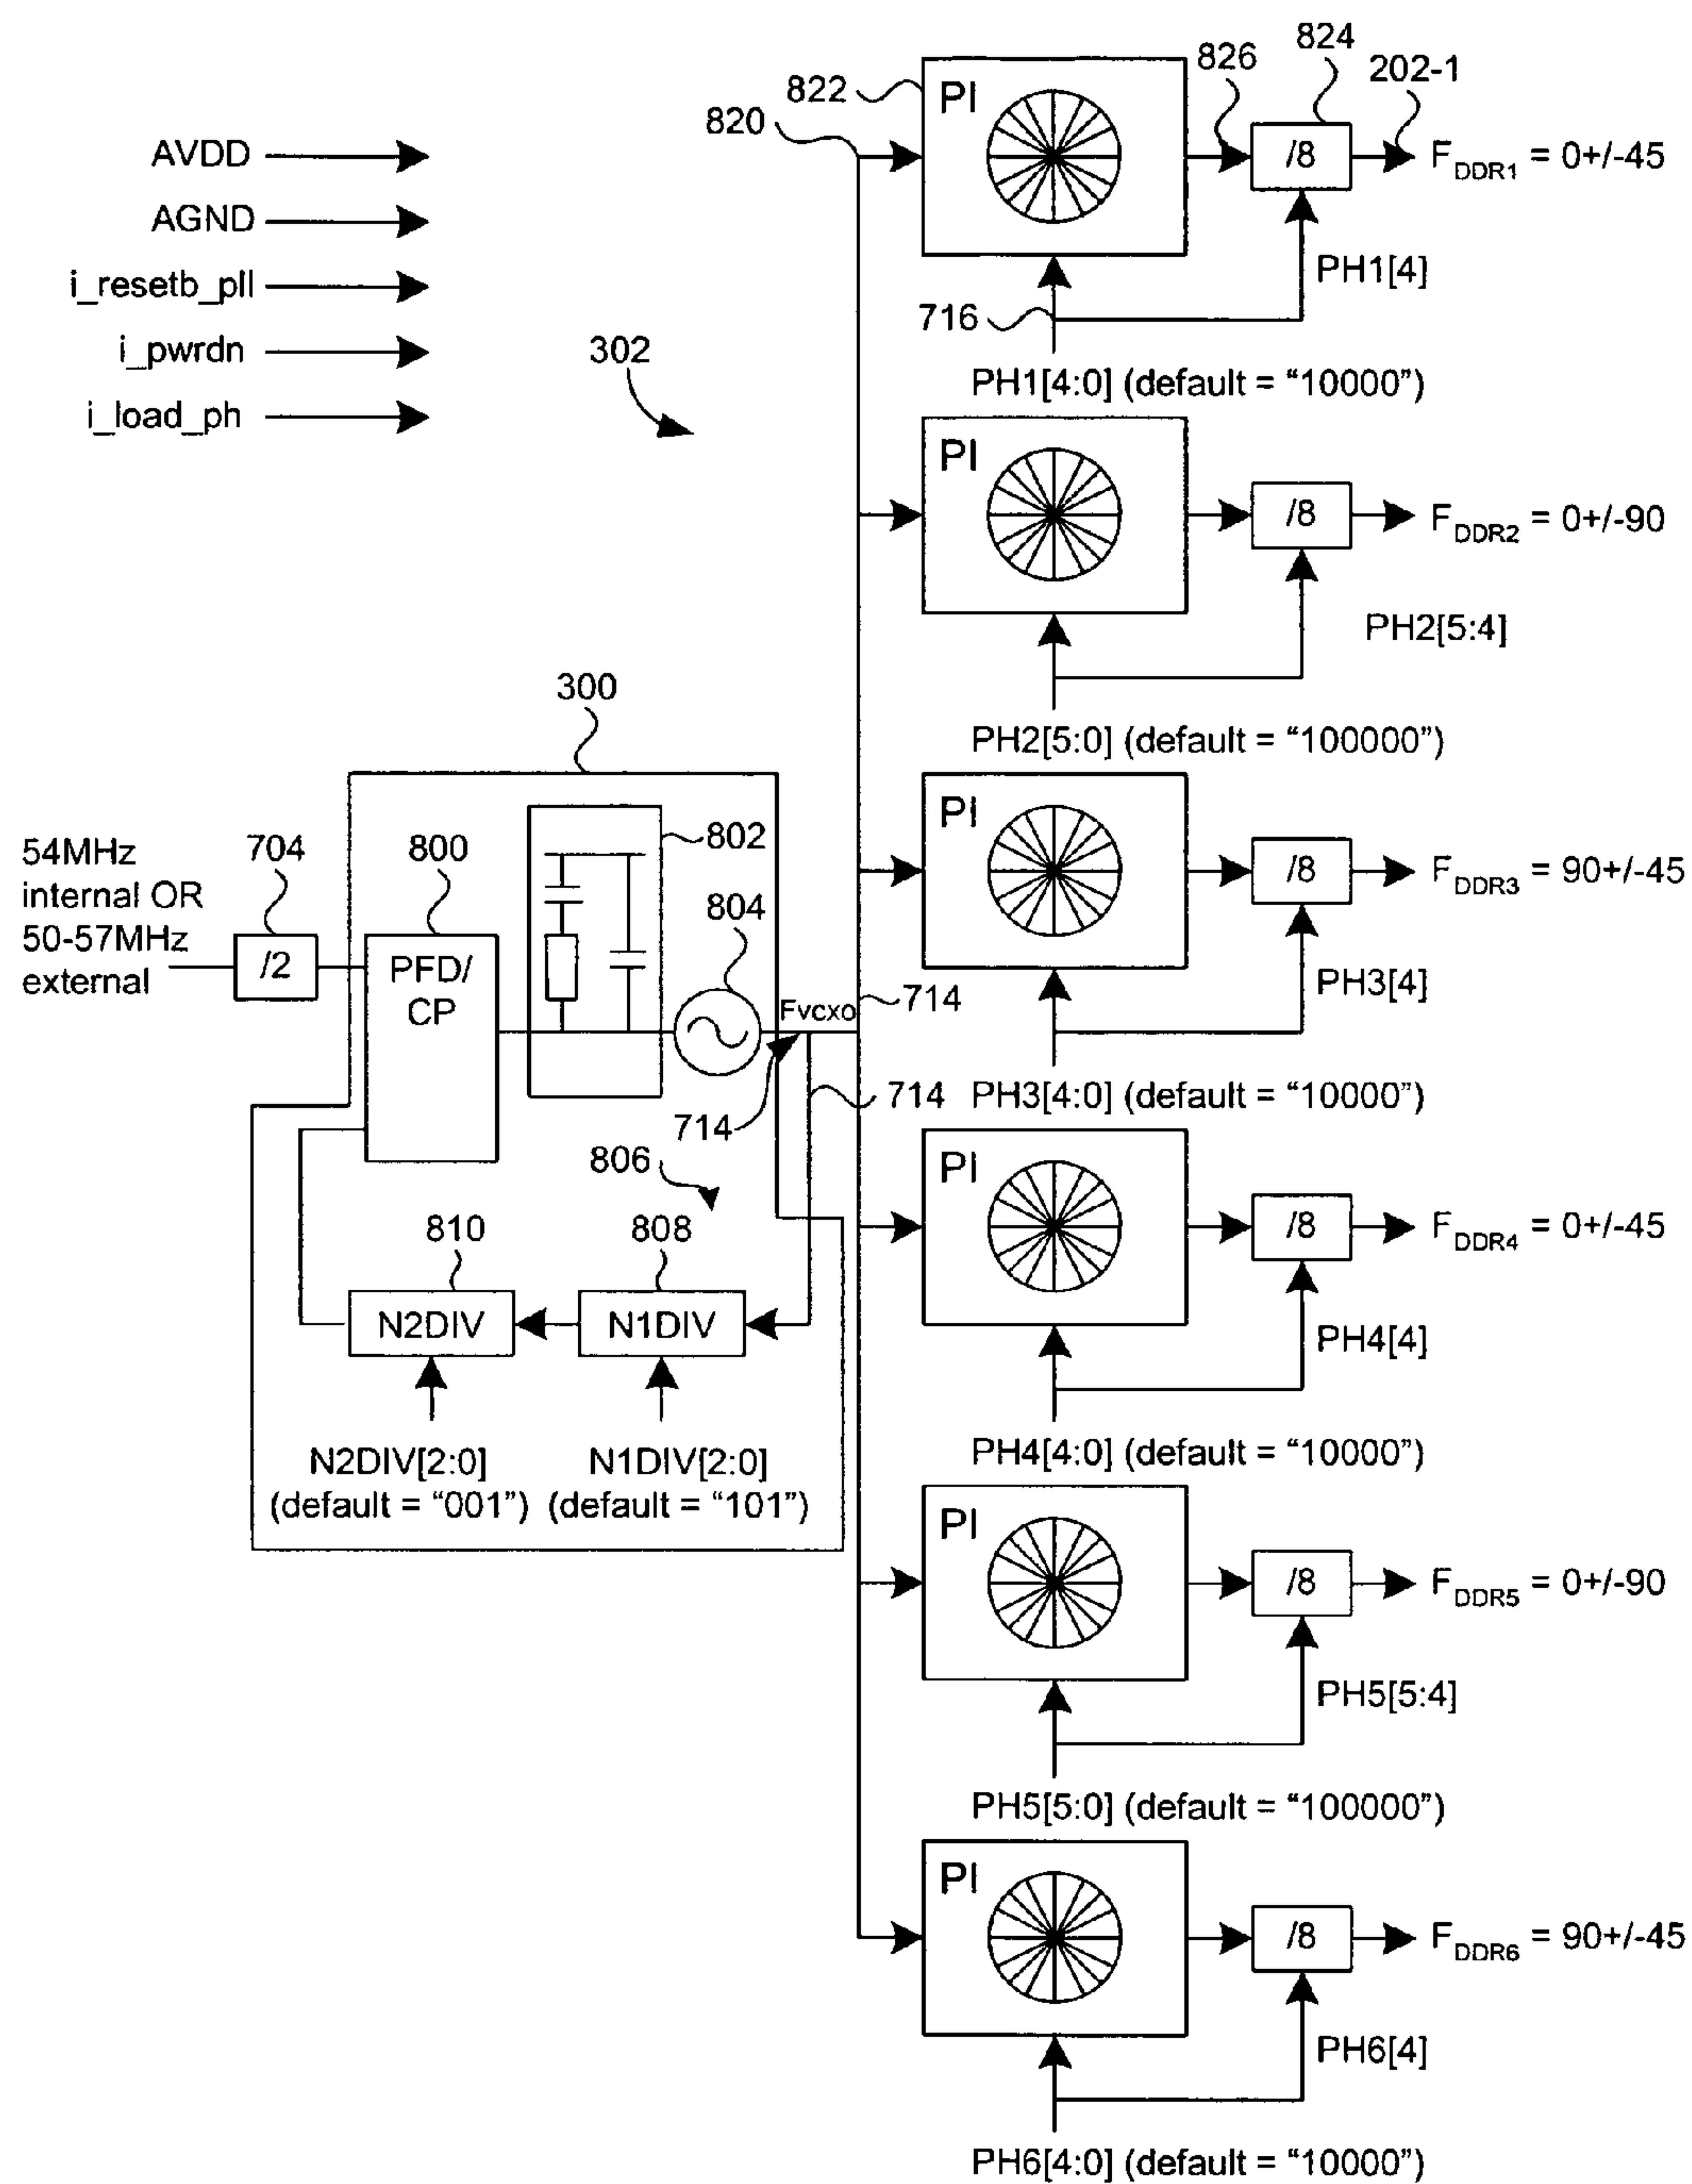 824
826
202-1
822
PI
820
AVDD
/8
F DDR1 = 0+/-45
AGND
i_resetb_pll
PH1[4]
716
i_pwrdn
302
PH1[4:0] (default = "10000")
i_load_ph
PI
/8
F DDR2 = 0+/-90
PH2[5:4]
300
PH2[5:0] (default = "100000")
PI
54MHz
internal OR
50-57MHz
external
704
800
802
/8
F DDR3 = 90+/-45
804
/2
PFD/
CP
PH3[4]
Fvcxo
714
714
714
PH3[4:0] (default = "10000")
806
PI
810
808
/8
F DDR4 = 0+/-45
N2DIV
N1DIV
PH4[4]
N2DIV[2:0]
(default = "001")
N1DIV[2:0]
(default = "101")
PH4[4:0] (default = "10000")
PI
/8
F DDR5 = 0+/-90
PH5[5:4]
PH5[5:0] (default = "100000")
PI
/8
F DDR6 = 90+/-45
PH6[4]
PH6[4:0] (default = "10000")